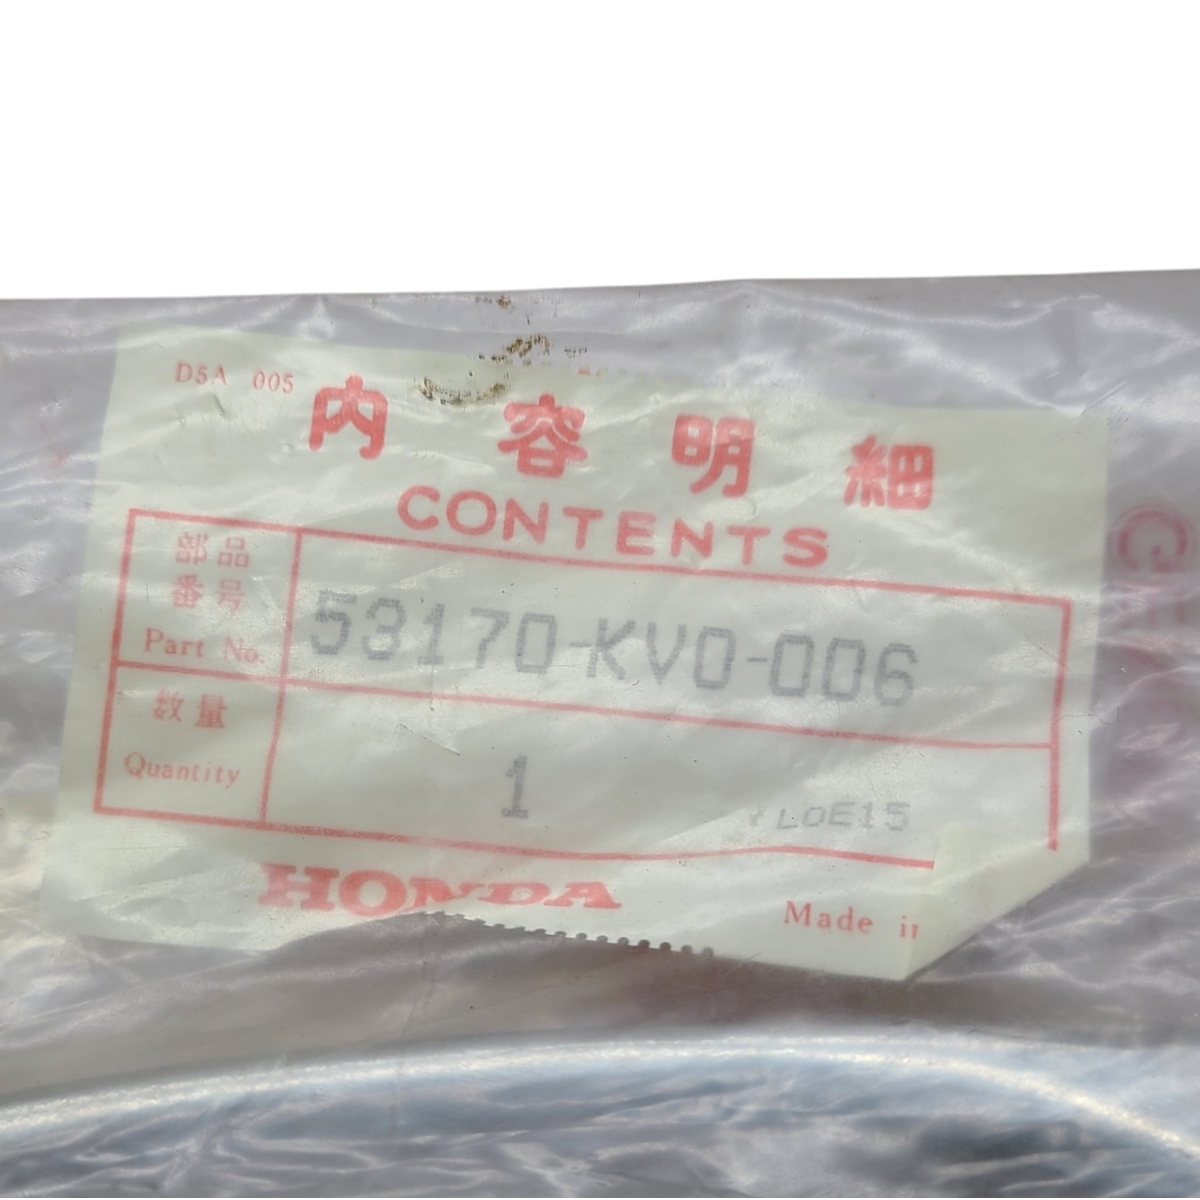 D5A 005
内容明細
CONTENTS
部品
番号
Part No.
53170-KV0-006
数量
Quantity
1
LOE15
HONDA
Made in